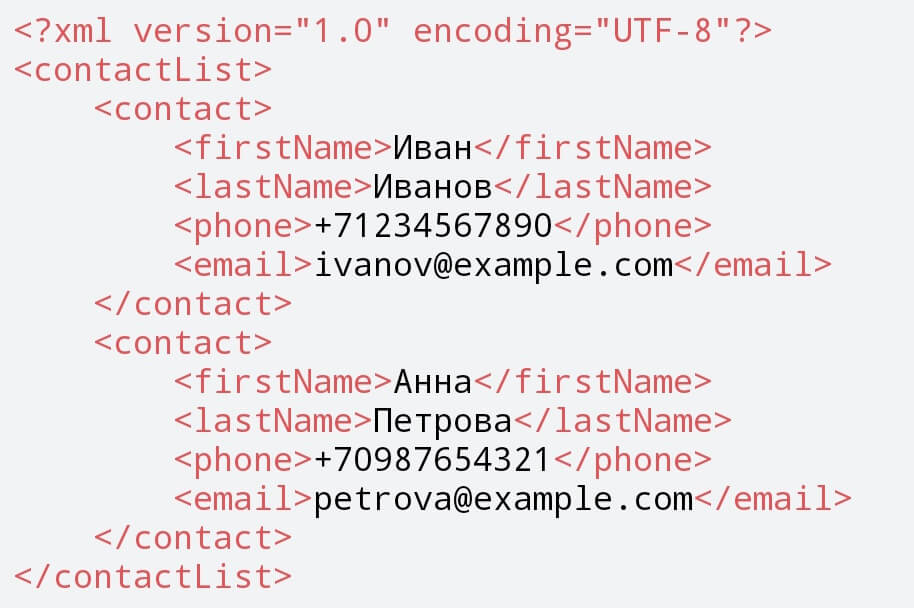 <?xml version="1.0" encoding="UTF-8"?>
<contactList>
    <contact>
        <firstName>Иван</firstName>
        <lastName>Иванов</lastName>
        <phone>+71234567890</phone>
        <email>ivanov@example.com</email>
    </contact>
    <contact>
        <firstName>Анна</firstName>
        <lastName>Петрова</lastName>
        <phone>+70987654321</phone>
        <email>petrova@example.com</email>
    </contact>
</contactList>